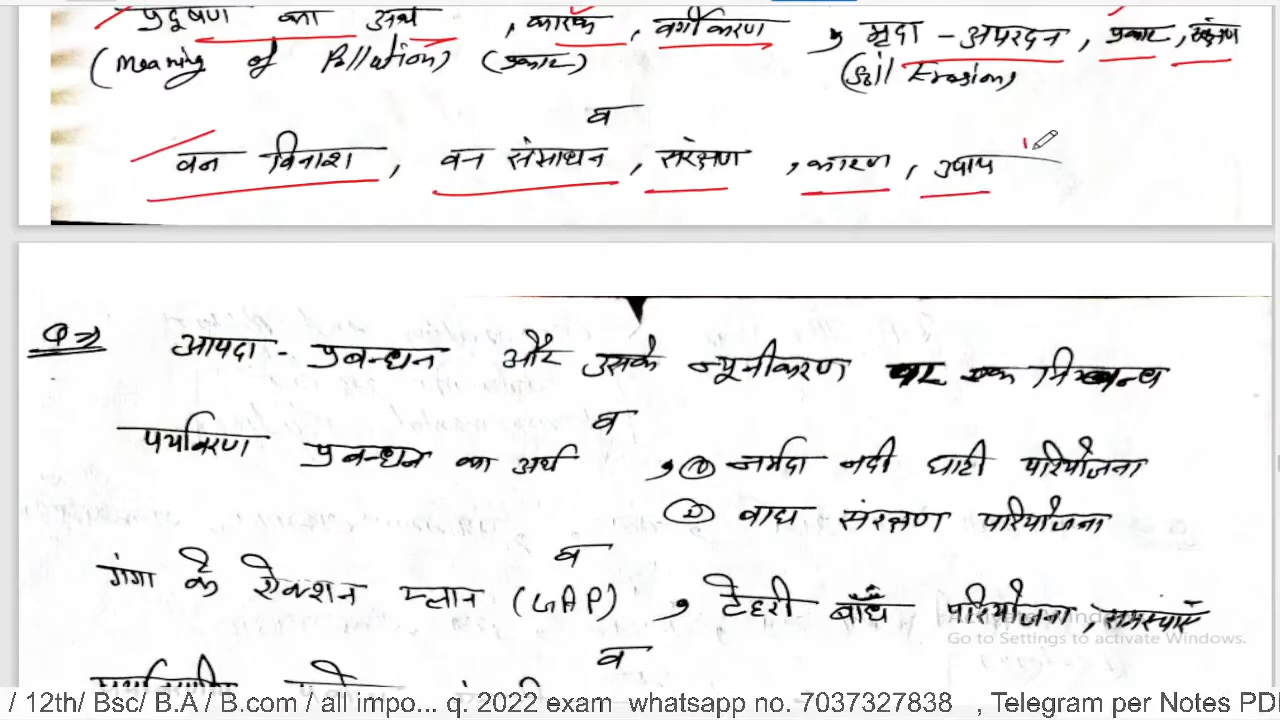 प्रदूषण का अर्थ , कारक , वर्गीकरण , मृदा - अपरदन , प्रकार , संरक्षण
(Meaning of Pollution) (प्रकार) (Soil Erosion)
व
वन विनाश , वन संसाधन , संरक्षण , कारण , उपाय
Q⇒ आपदा - प्रबन्धन और उसके न्यूनीकरण पर एक निबन्ध
व
पर्यावरण प्रबन्धन का अर्थ , ① नर्मदा नदी घाटी परियोजना
② बाघ संरक्षण परियोजना
व
गंगा के ऐक्शन प्लान (GAP) , टेहरी बाँध परियोजना , समस्याएँ
Go to Settings to activate Windows.
व
/ 12th/ Bsc/ B.A / B.com / all impo... q. 2022 exam whatsapp no. 7037327838 , Telegram per Notes PDF